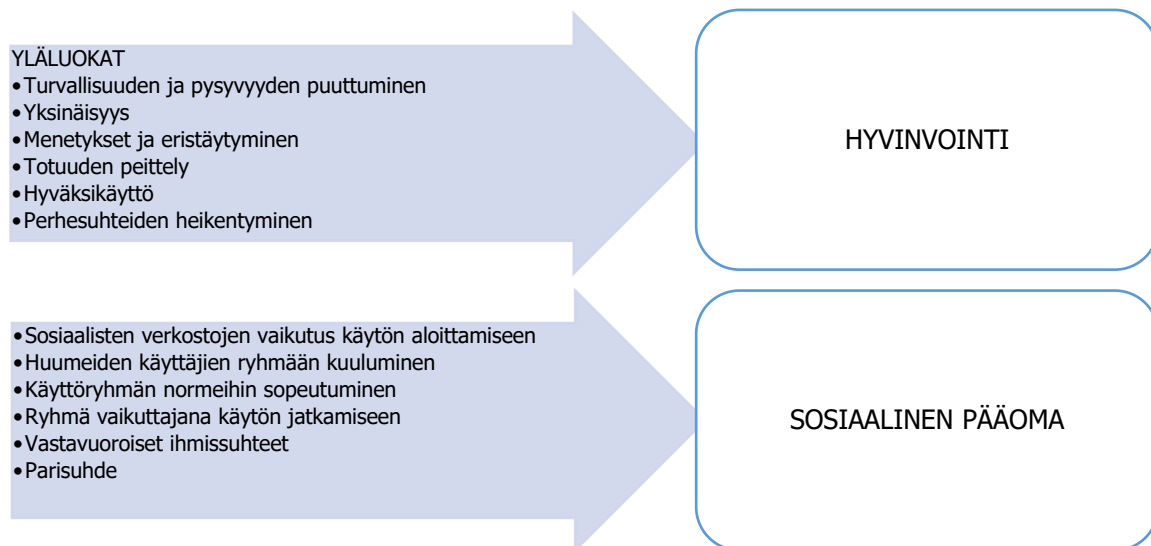 YLÄLUOKAT
•Turvallisuuden ja pysyvyyden puuttuminen
•Yksinäisyys
•Menetykset ja eristäytyminen
•Totuuden peittely
•Hyväksikäyttö
•Perhesuhteiden heikentyminen
HYVINVOINTI
•Sosiaalisten verkostojen vaikutus käytön aloittamiseen
•Huumeiden käyttäjien ryhmään kuuluminen
•Käyttöryhmän normeihin sopeutuminen
•Ryhmä vaikuttajana käytön jatkamiseen
•Vastavuoroiset ihmissuhteet
•Parisuhde
SOSIAALINEN PÄÄOMA